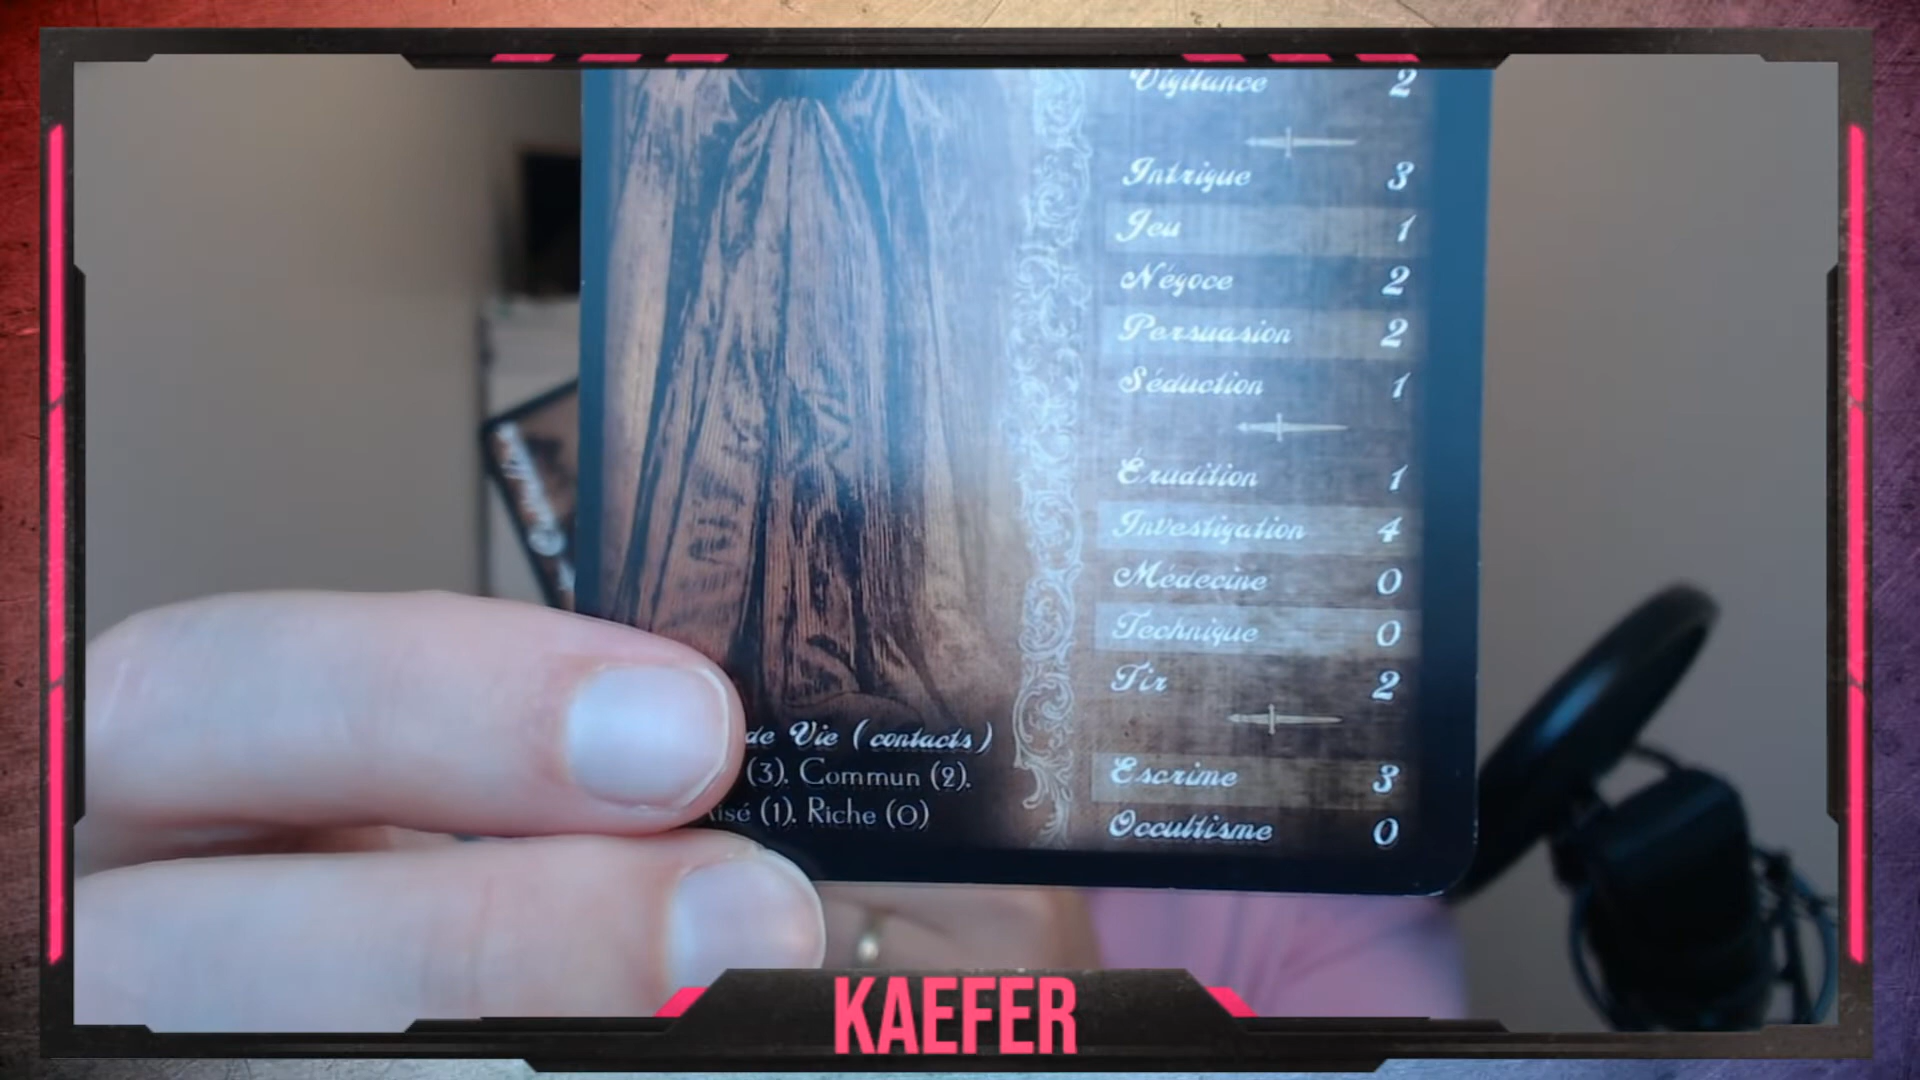 Vigilance 2
Intrigue 3
Jeu 1
Négoce 2
Persuasion 2
Séduction 1
Érudition 1
Investigation 4
Médecine 0
Technique 0
Tir 2
Escrime 3
Occultisme 0
de Vie (contacts)
(3). Commun (2).
(1). Riche (0)
KAEFER